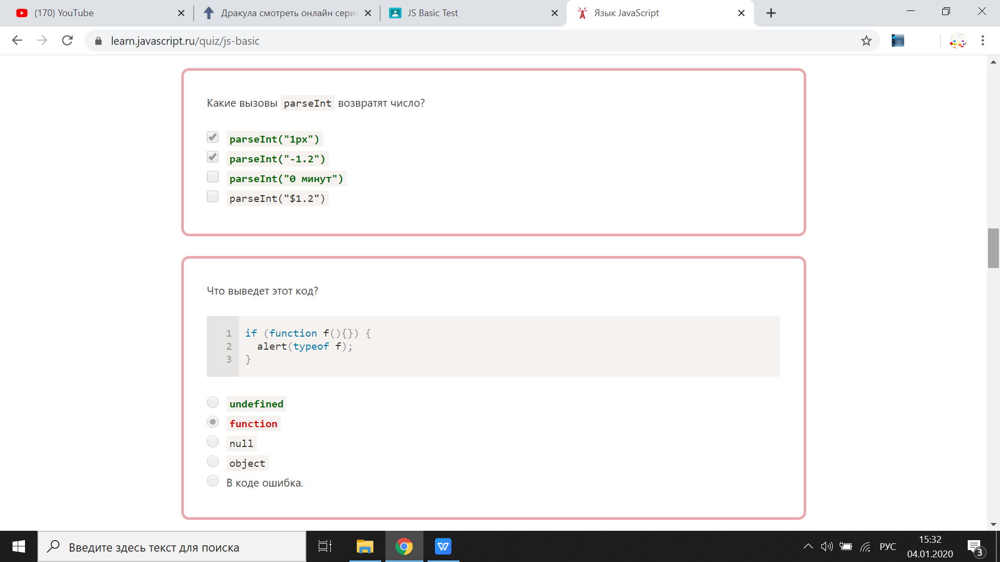 (170) YouTube
Дракула смотреть онлайн сери
JS Basic Test
Язык JavaScript
learn.javascript.ru/quiz/js-basic
Какие вызовы parseInt возвратят число?
parseInt("1px")
parseInt("-1.2")
parseInt("0 минут")
parseInt("$1.2")
Что выведет этот код?
1 if (function f(){}) {
2 alert(typeof f);
3 }
undefined
function
null
object
В коде ошибка.
Введите здесь текст для поиска
W
РУС
15:32
04.01.2020
3